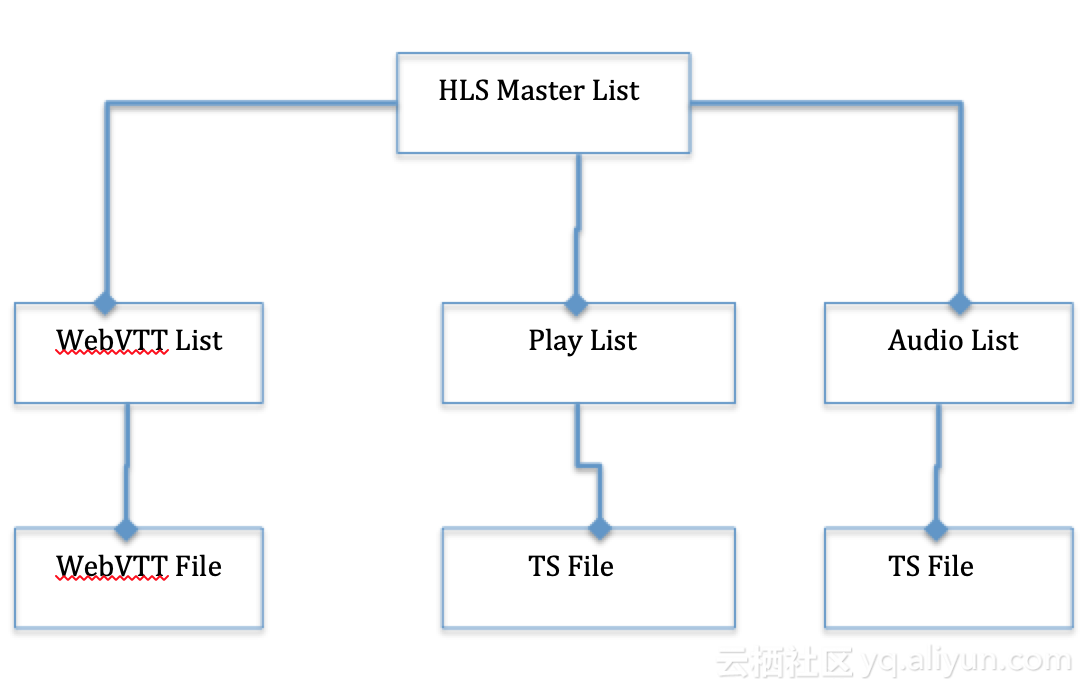 HLS Master List
WebVTT List
Play List
Audio List
WebVTT File
TS File
TS File
云栖社区 yq.aliyun.com